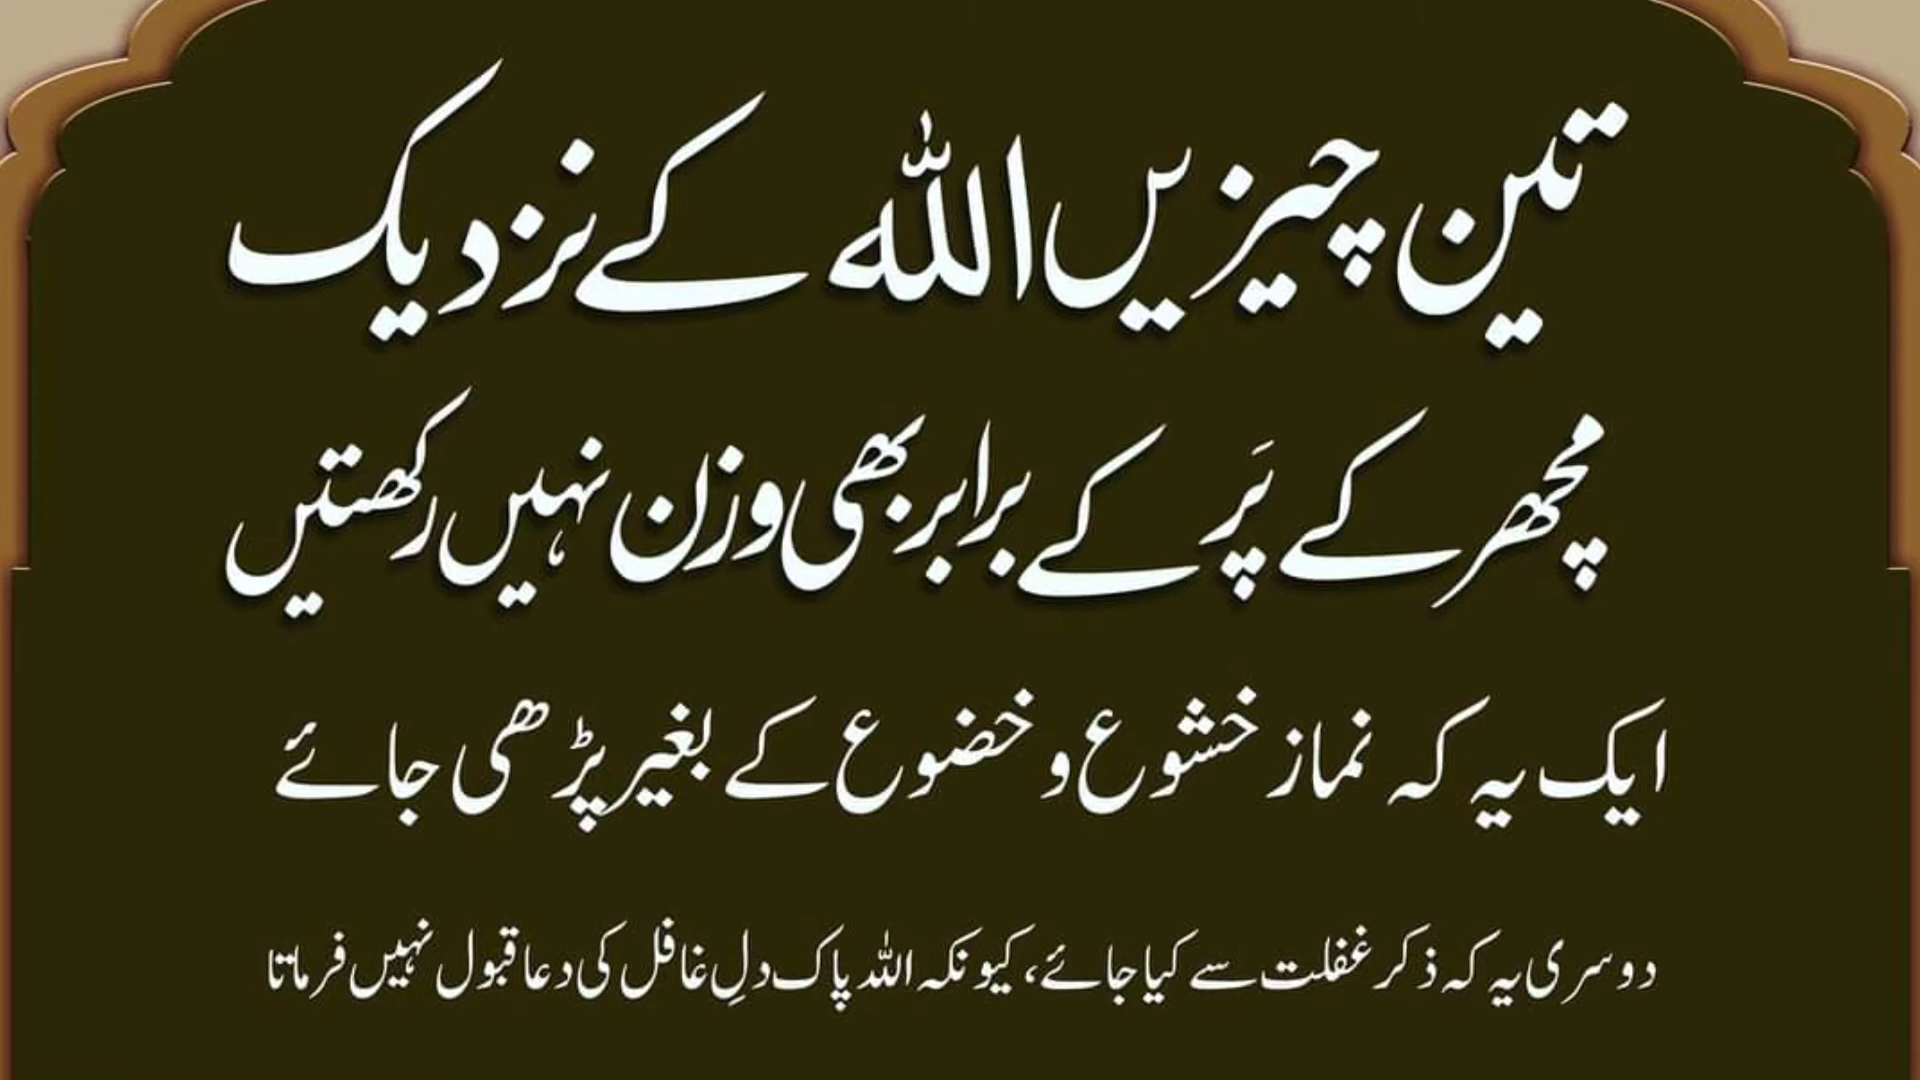 تین چیزیں اللہ کے نزدیک
مچھر کے پَر کے برابر بھی وزن نہیں رکھتیں
ایک یہ کہ نماز خشوع و خضوع کے بغیر پڑھی جائے
دوسری یہ کہ ذکر غفلت سے کیا جائے، کیونکہ اللہ پاک دلِ غافل کی دعا قبول نہیں فرماتا